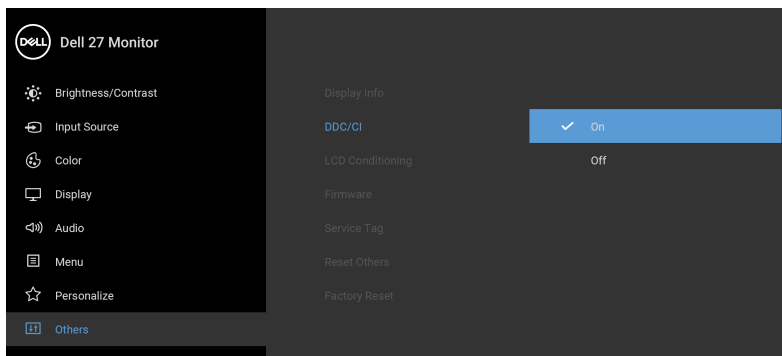 DELL Dell 27 Monitor
Brightness/Contrast
Display Info
Input Source
DDC/CI
On
Color
LCD Conditioning
Off
Display
Firmware
Audio
Service Tag
Menu
Reset Others
Personalize
Factory Reset
Others